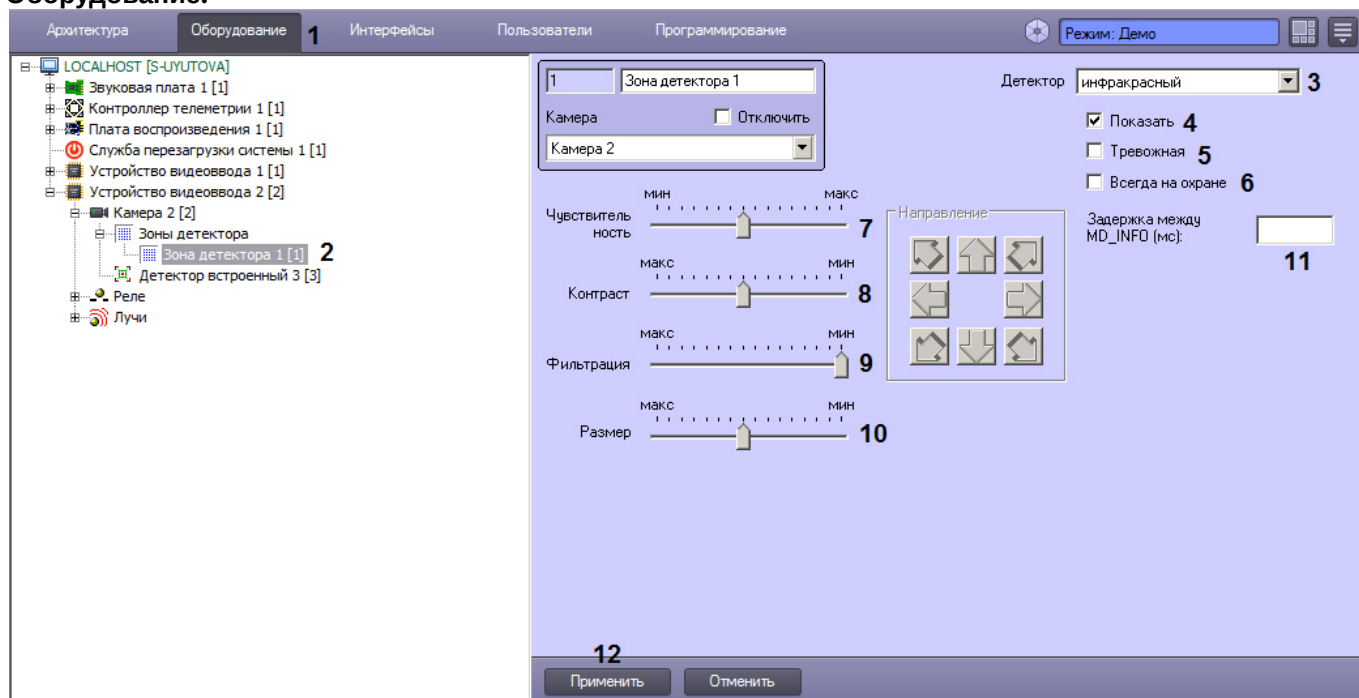 Оборудование.
Архитектура Оборудование 1 Интерфейсы Пользователи Программирование Режим: Демо
LOCALHOST [S-UYUTOVA]
Звуковая плата 1 [1]
Контроллер телеметрии 1 [1]
Плата воспроизведения 1 [1]
Служба перезагрузки системы 1 [1]
Устройство видеоввода 1 [1]
Устройство видеоввода 2 [2]
Камера 2 [2]
Зоны детектора
Зона детектора 1 [1] 2
Детектор встроенный 3 [3]
Реле
Лучи
1 Зона детектора 1
Камера Отключить
Камера 2
Детектор инфракрасный 3
Показать 4
Тревожная 5
Всегда на охране 6
Задержка между
MD_INFO (мс):
11
мин макс
Чувствитель
ность 7
макс мин
Контраст 8
макс мин
Фильтрация 9
макс мин
Размер 10
Направление
12
Применить Отменить